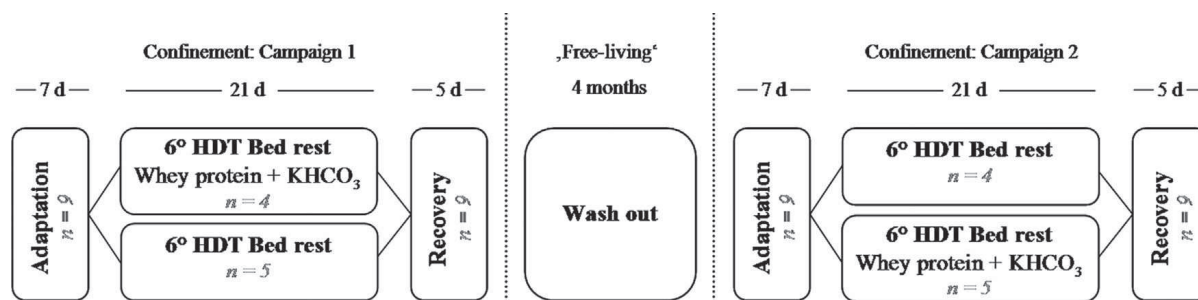 Confinement: Campaign 1
„Free-living‘
Confinement: Campaign 2
7 d
21 d
5 d
4 months
7 d
21 d
5 d
Adaptation
n = 9
6° HDT Bed rest
Whey protein + KHCO₃
n = 4
6° HDT Bed rest
n = 5
Recovery
n = 9
Wash out
Adaptation
n = 9
6° HDT Bed rest
n = 4
6° HDT Bed rest
Whey protein + KHCO₃
n = 5
Recovery
n = 9